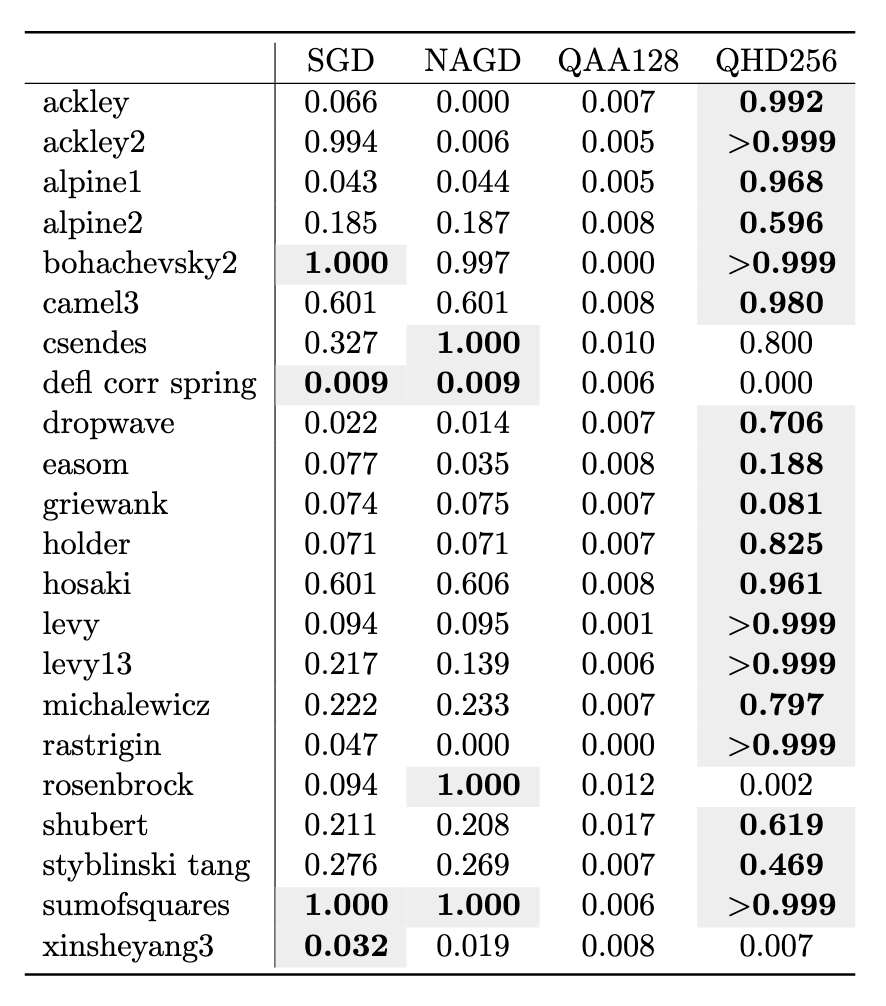 SGD NAGD QAA128 QHD256
ackley 0.066 0.000 0.007 0.992
ackley2 0.994 0.006 0.005 >0.999
alpine1 0.043 0.044 0.005 0.968
alpine2 0.185 0.187 0.008 0.596
bohachevsky2 1.000 0.997 0.000 >0.999
camel3 0.601 0.601 0.008 0.980
csendes 0.327 1.000 0.010 0.800
defl corr spring 0.009 0.009 0.006 0.000
dropwave 0.022 0.014 0.007 0.706
easom 0.077 0.035 0.008 0.188
griewank 0.074 0.075 0.007 0.081
holder 0.071 0.071 0.007 0.825
hosaki 0.601 0.606 0.008 0.961
levy 0.094 0.095 0.001 >0.999
levy13 0.217 0.139 0.006 >0.999
michalewicz 0.222 0.233 0.007 0.797
rastrigin 0.047 0.000 0.000 >0.999
rosenbrock 0.094 1.000 0.012 0.002
shubert 0.211 0.208 0.017 0.619
styblinski tang 0.276 0.269 0.007 0.469
sumofsquares 1.000 1.000 0.006 >0.999
xinsheyang3 0.032 0.019 0.008 0.007